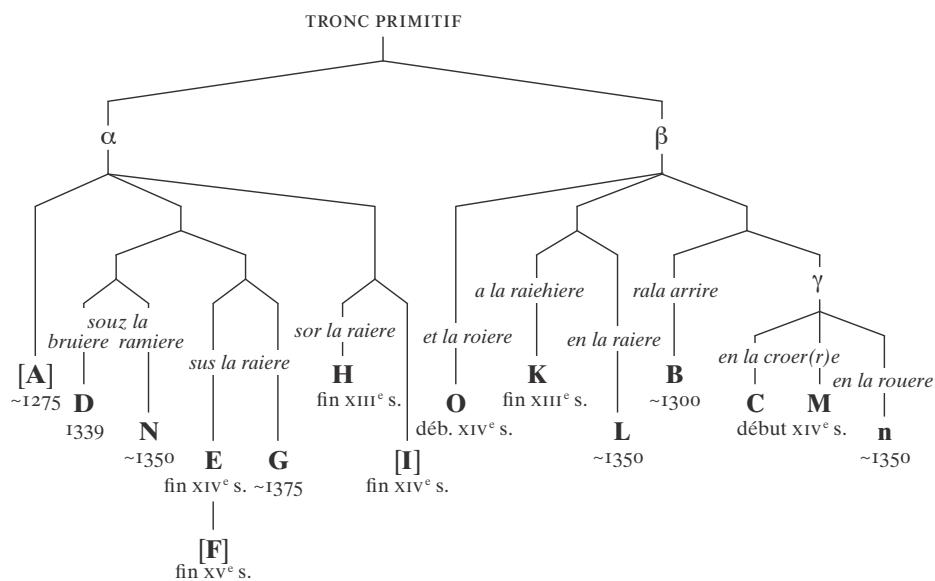 TRONC PRIMITIF
α β
a la raiehiere rala arrire γ
souz la
bruiere ramiere sor la raiere et la roiere en la raiere
sus la raiere en la croer(r)e
[A] H K B en la rouere
~1275 D fin XIIIᵉ s. O fin XIIIᵉ s. ~1300 C M
1339 N déb. XIVᵉ s. L début XIVᵉ s. n
~1350 E G [I] ~1350 ~1350
fin XIVᵉ s. ~1375 fin XIVᵉ s.
[F]
fin XVᵉ s.